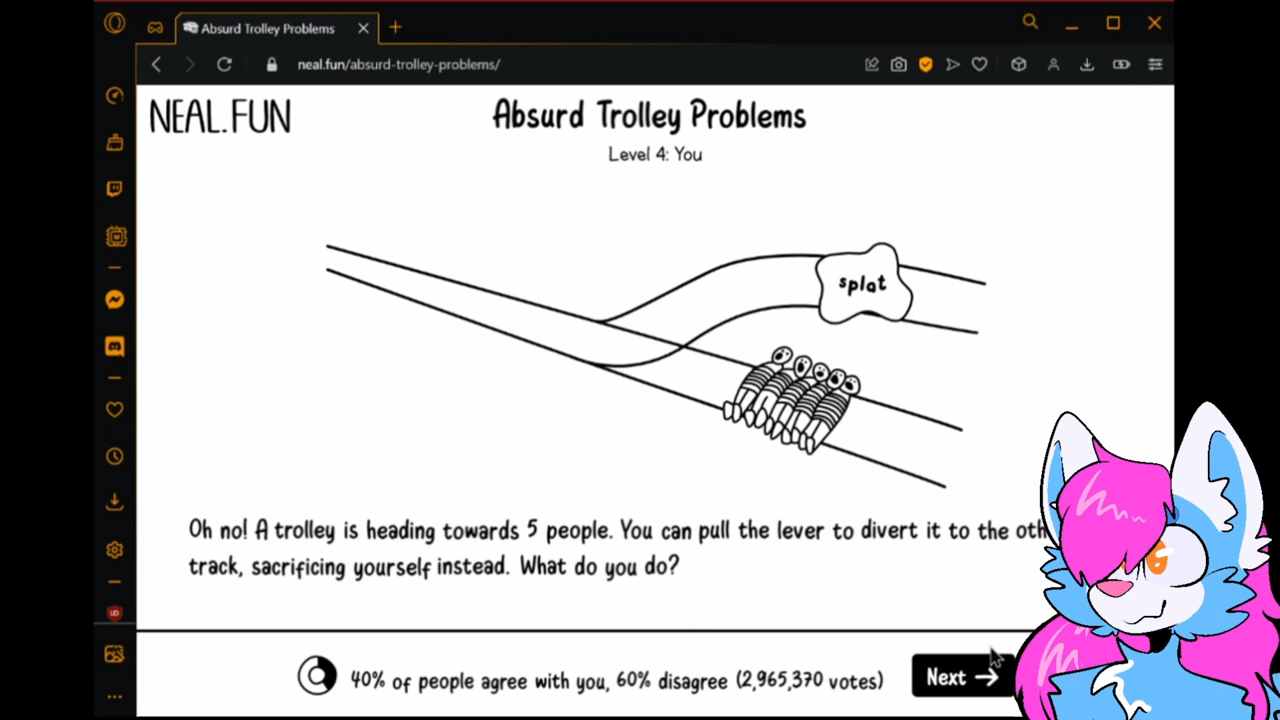 Absurd Trolley Problems
neal.fun/absurd-trolley-problems/
NEAL.FUN
Absurd Trolley Problems
Level 4: You
splat
Oh no! A trolley is heading towards 5 people. You can pull the lever to divert it to the oth
track, sacrificing yourself instead. What do you do?
40% of people agree with you, 60% disagree (2,965,370 votes)
Next →